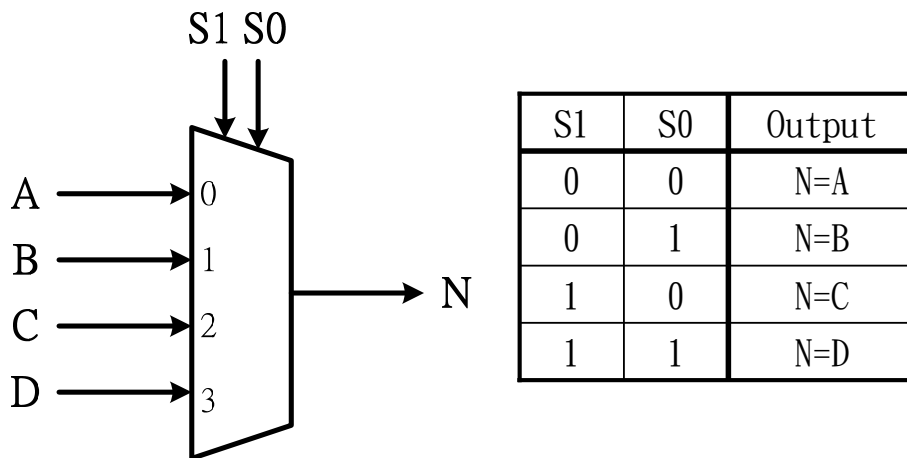 S1 S0
A
B
C
D
0
1
2
3
N
S1 S0 Output
0 0 N=A
0 1 N=B
1 0 N=C
1 1 N=D